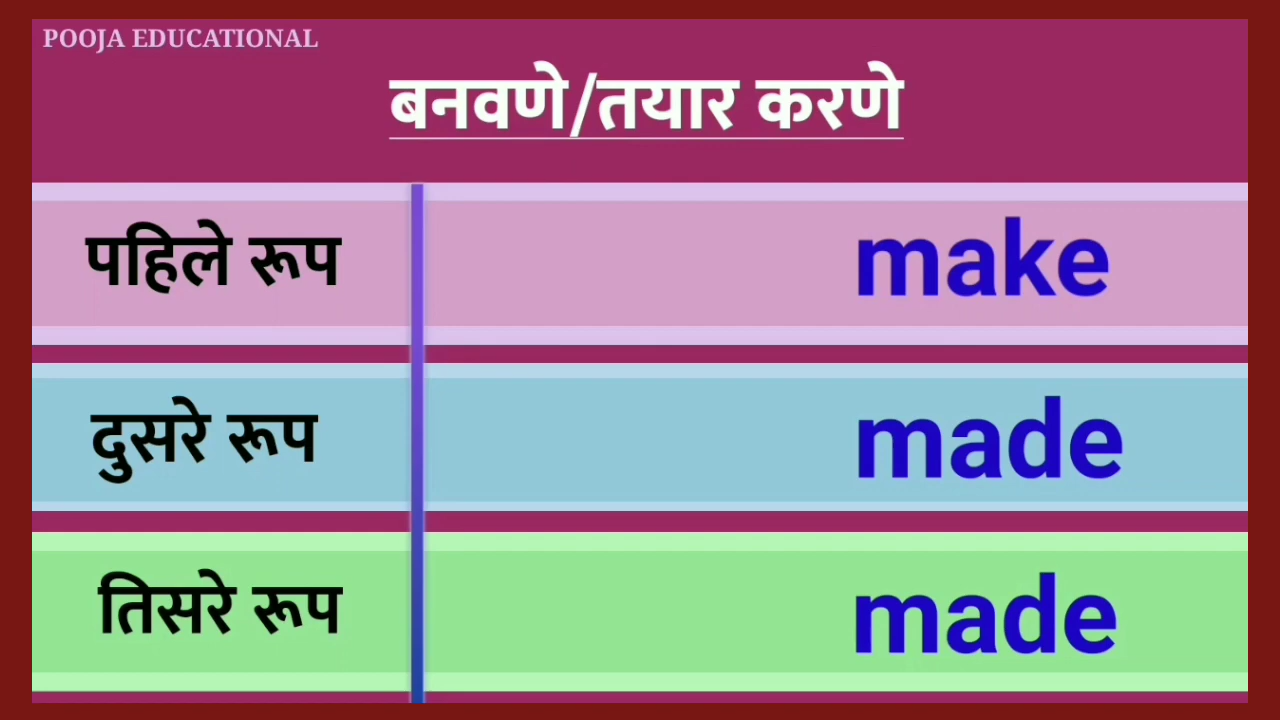 POOJA EDUCATIONAL
बनवणे/तयार करणे
पहिले रूप make
दुसरे रूप made
तिसरे रूप made